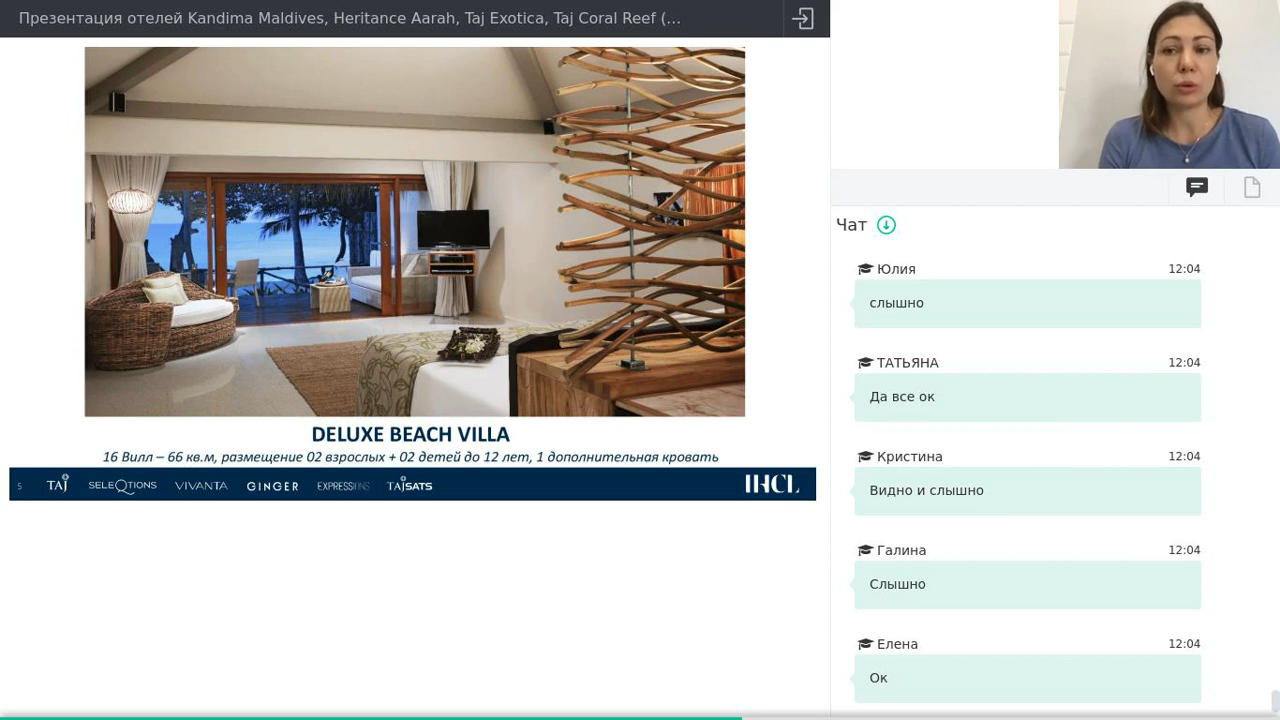 Презентация отелей Kandima Maldives, Heritance Aarah, Taj Exotica, Taj Coral Reef (...
DELUXE BEACH VILLA
16 Вилл – 66 кв.м, размещение 02 взрослых + 02 детей до 12 лет, 1 дополнительная кровать
5 TAJ SELEQTIONS VIVANTA GINGER EXPRESSIONS TAJSATS IHCL
Чат
Юлия 12:04
слышно
ТАТЬЯНА 12:04
Да все ок
Кристина 12:04
Видно и слышно
Галина 12:04
Слышно
Елена 12:04
Ок